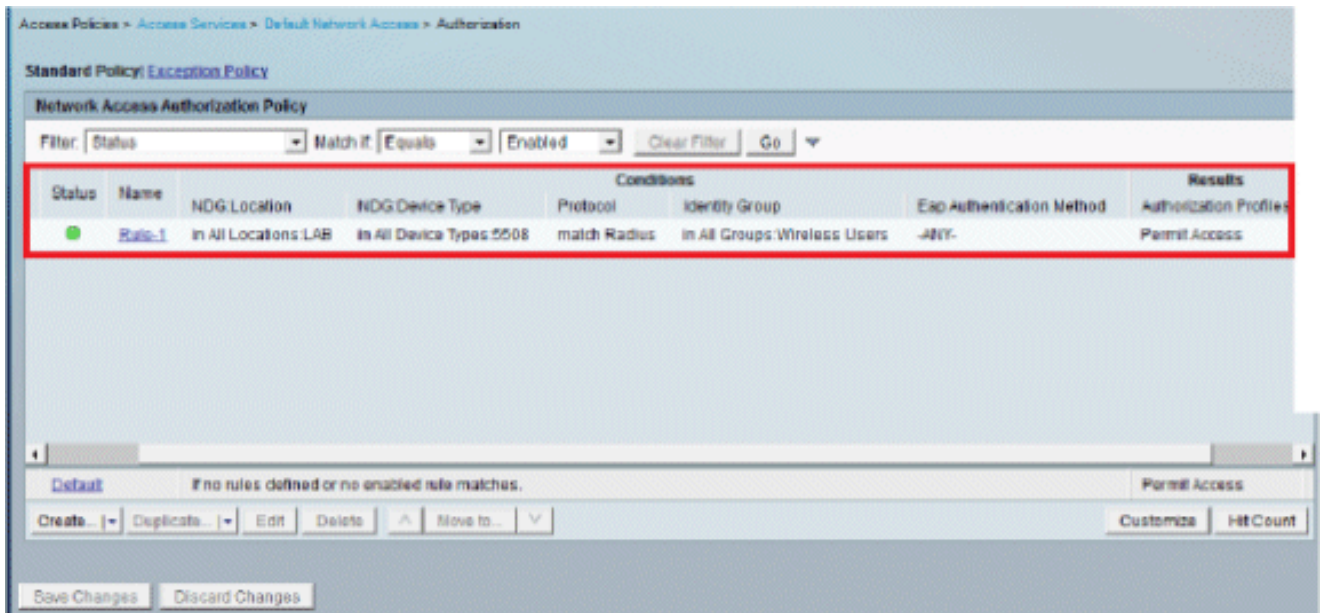 Access Policies > Access Services > Default Network Access > Authorization
Standard Policy| Exception Policy
Network Access Authorization Policy
Filter: Status Match if: Equals Enabled Clear Filter Go
Status Name Conditions Results
NDG:Location NDG:Device Type Protocol Identity Group Eap Authentication Method Authorization Profiles
Rule-1 in All Locations:LAB in All Device Types:5508 match Radius in All Groups:Wireless Users -ANY- Permit Access
Default If no rules defined or no enabled rule matches. Permit Access
Create... Duplicate... Edit Delete Move to... Customize Hit Count
Save Changes Discard Changes